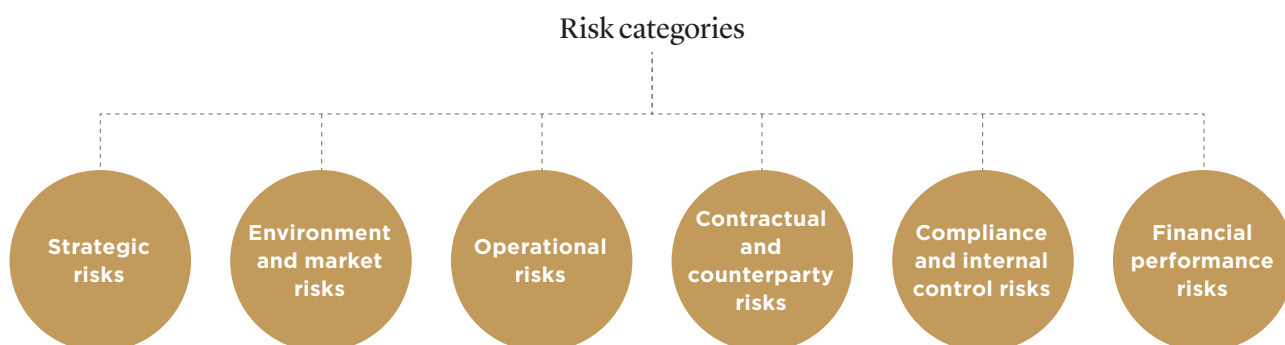 Risk categories
Strategic
risks
Environment
and market
risks
Operational
risks
Contractual
and
counterparty
risks
Compliance
and internal
control risks
Financial
performance
risks